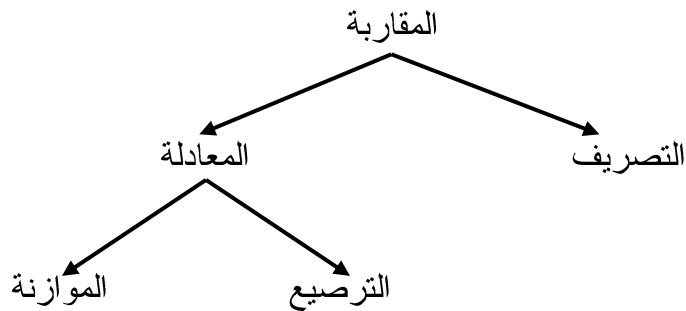 المقاربة
التصريف
المعادلة
الترصيع
الموازنة